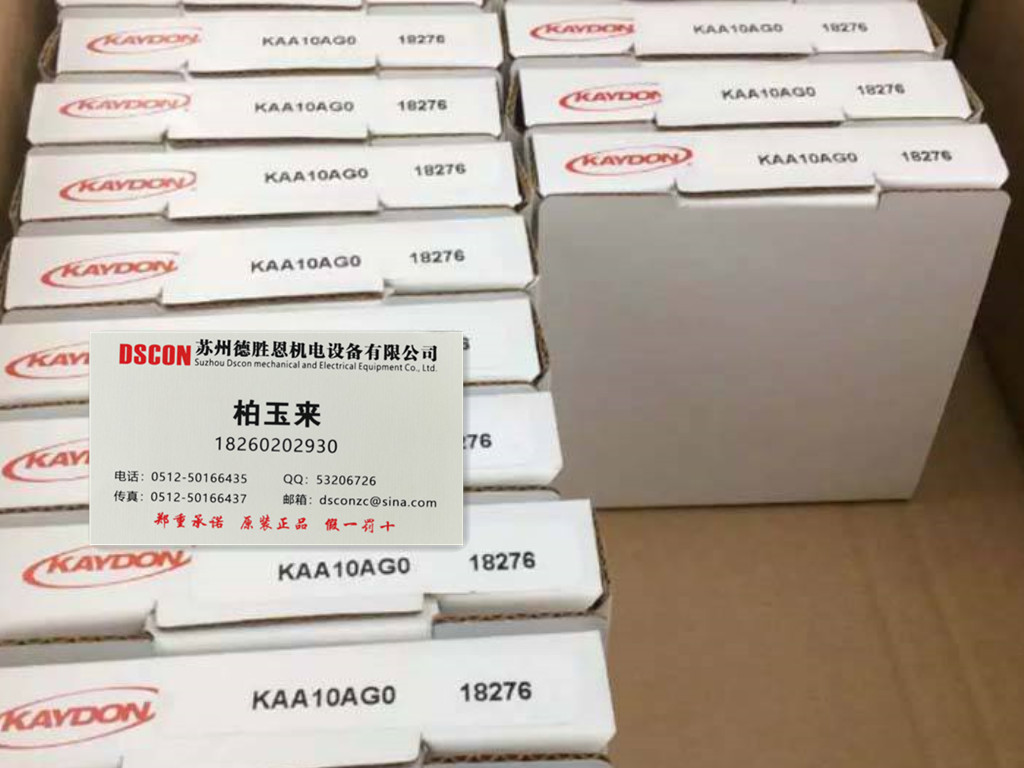 KAYDON KAA10AG0 18276
KAYDON KAA10AG0 18276
KAYDON KAA10AG0 18276
KAYDON KAA10AG0 18276
KAY
KAY 76
KAYDON KAA10AG0 18276
KAYDON KAA10AG0 18276
KAYDON KAA10AG0 18276
KAYDON KAA10AG0 18276
KAYDON KAA10AG0 18276
DSCON 苏州德胜恩机电设备有限公司
Suzhou Dscon mechanical and Electrical Equipment Co., Ltd.
柏玉来
18260202930
电话：0512-50166435 QQ：53206726
传真：0512-50166437 邮箱：dsconzc@sina.com
郑重承诺 原装正品 假一罚十